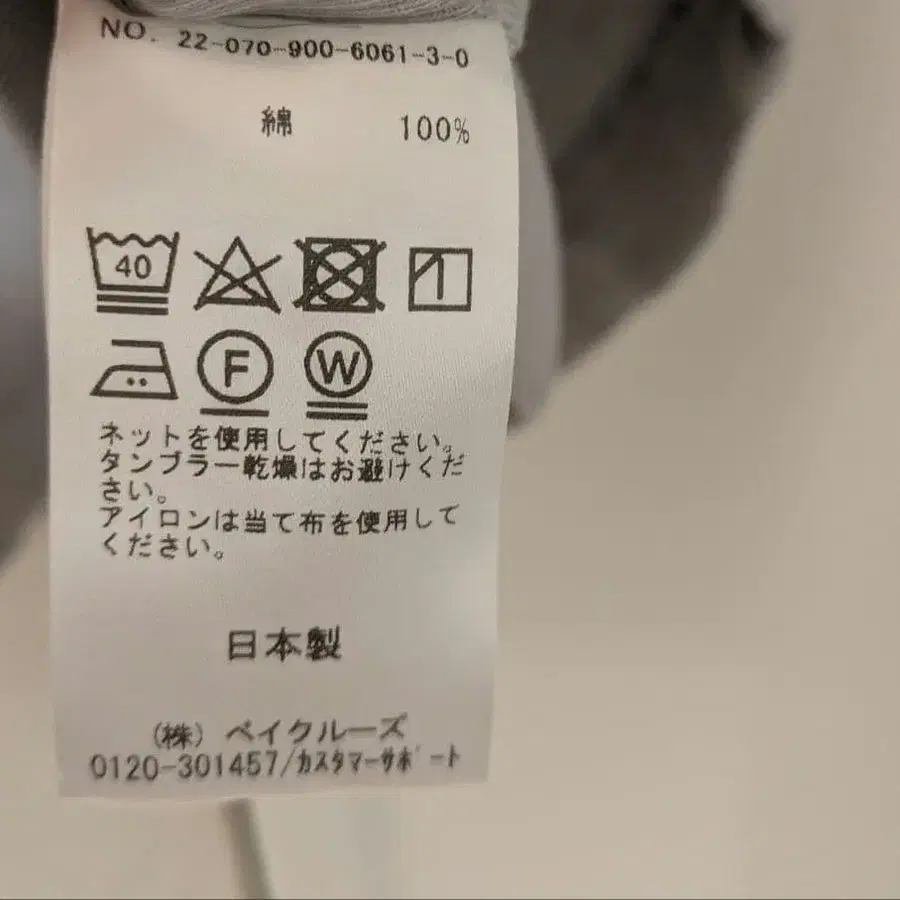 NO. 22-070-900-6061-3-0
綿 100%
40
F W
ネットを使用してください。
タンブラー乾燥はお避けくだ
さい。
アイロンは当て布を使用して
ください。
日本製
(株) ベイクルーズ
0120-301457/ｶｽﾀﾏｰｻﾎﾟｰﾄ